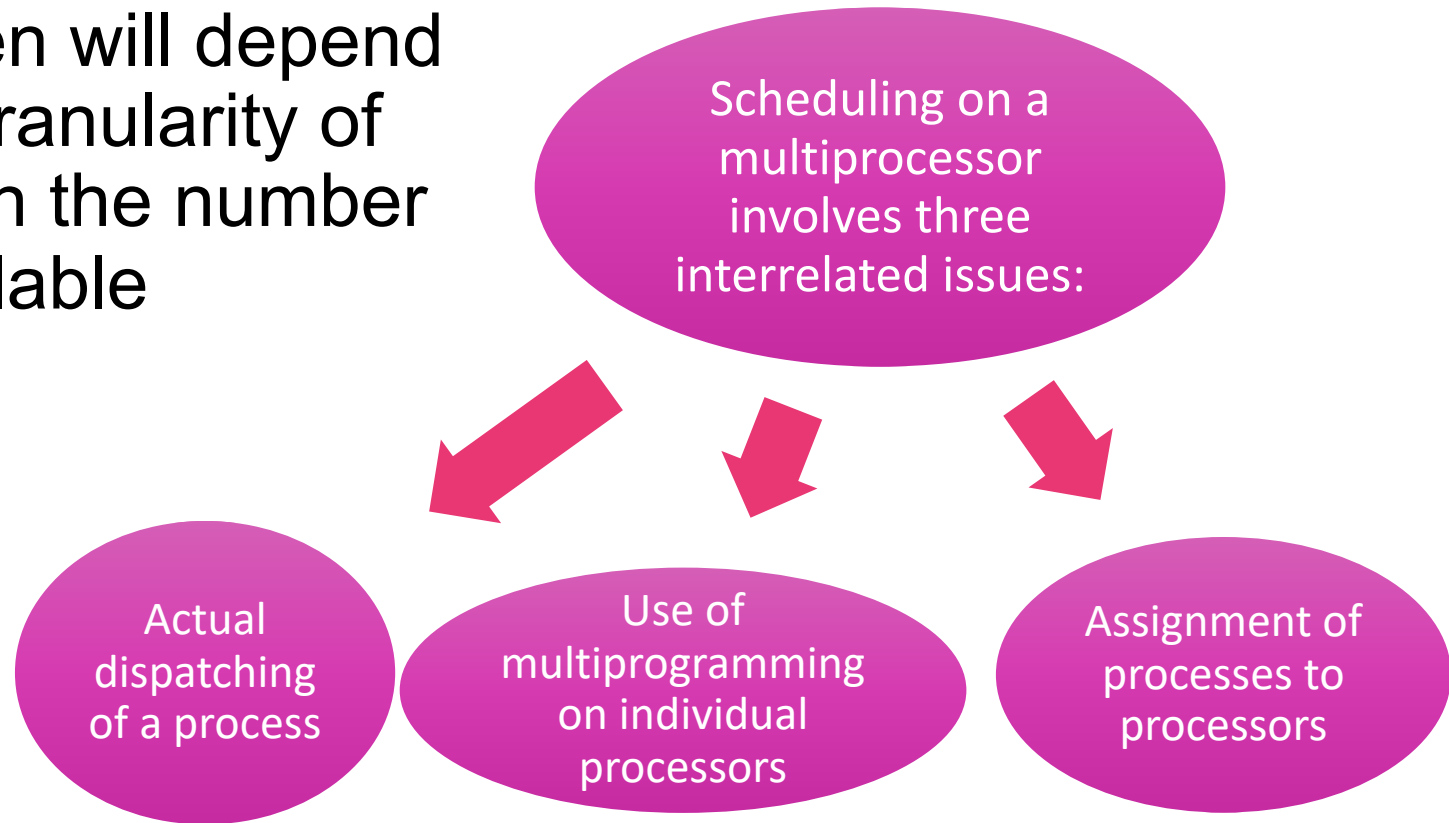 en will depend
ranularity of
n the number
lable
Scheduling on a
multiprocessor
involves three
interrelated issues:
Actual
dispatching
of a process
Use of
multiprogramming
on individual
processors
Assignment of
processes to
processors